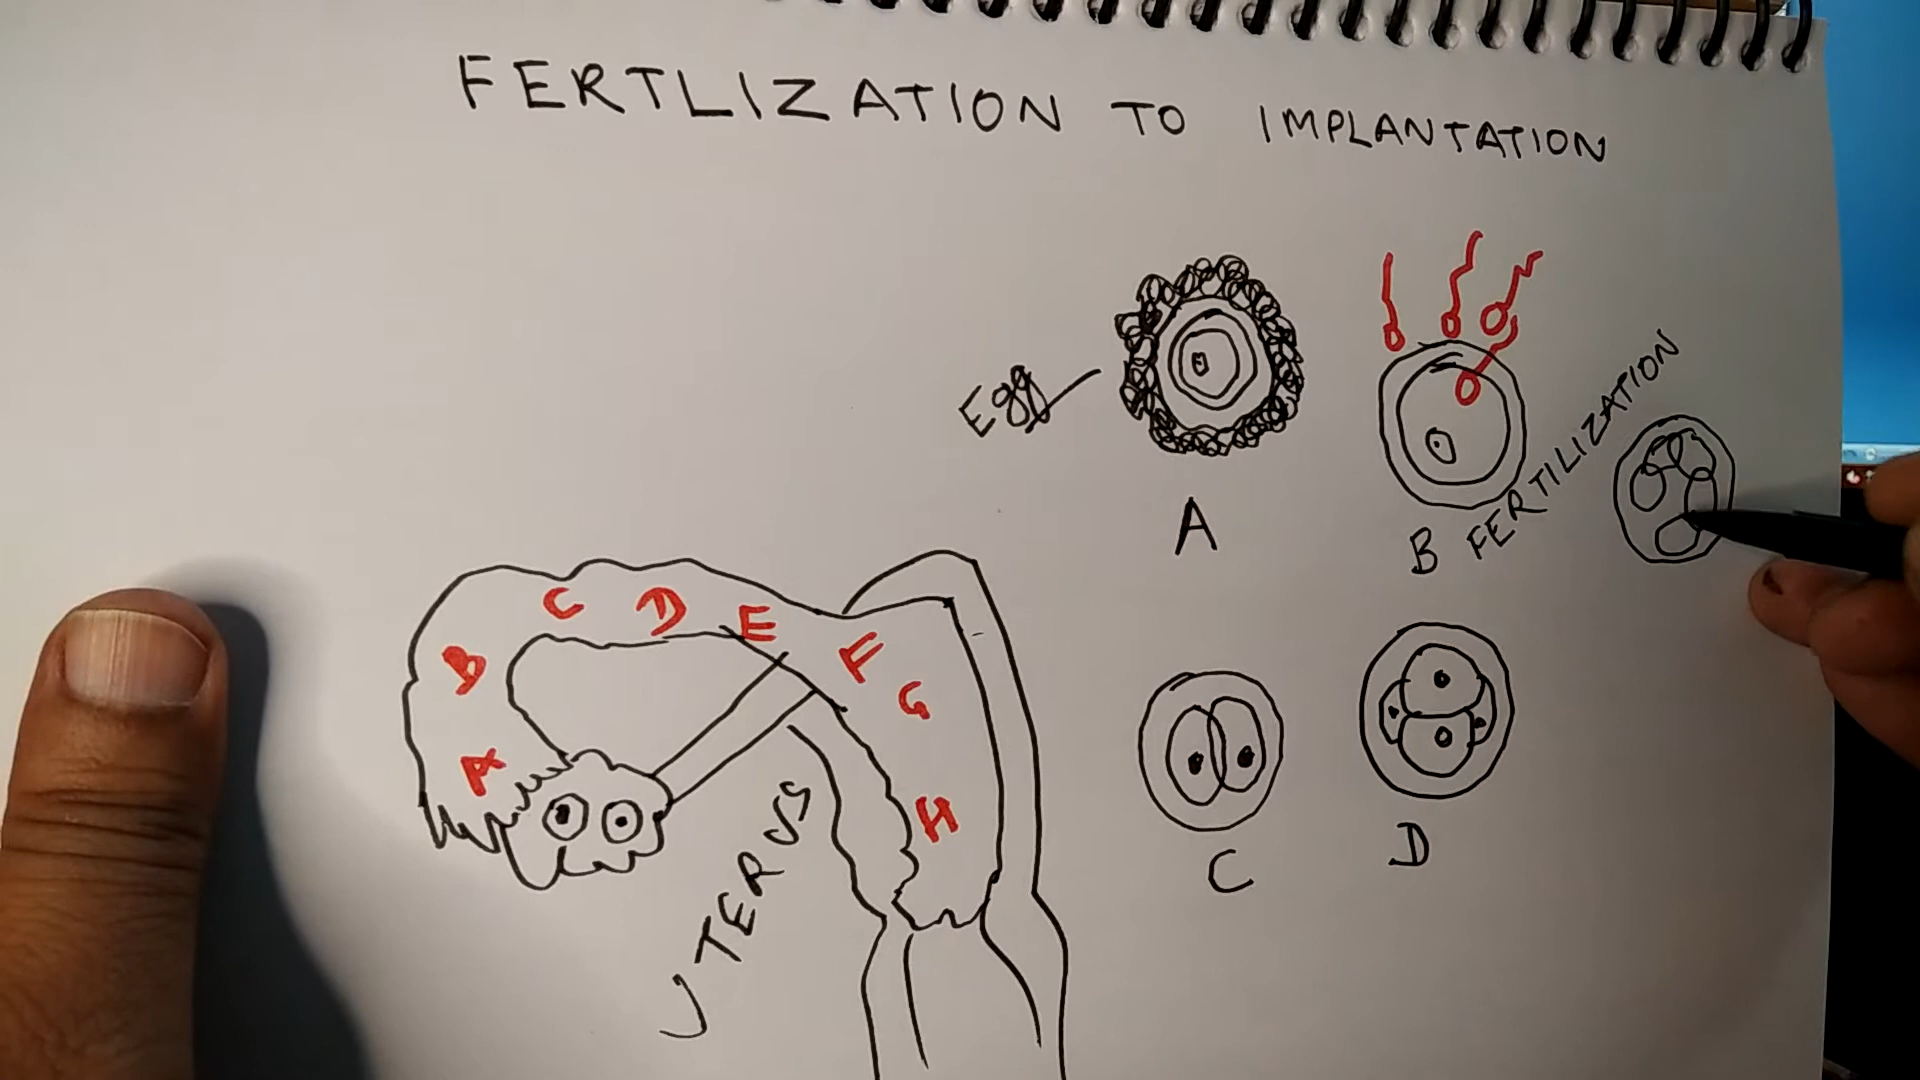 FERTLIZATION TO IMPLANTATION
Egg
A
B
FERTILIZATION
C
D
A
B
C
D
E
F
G
H
UTERUS